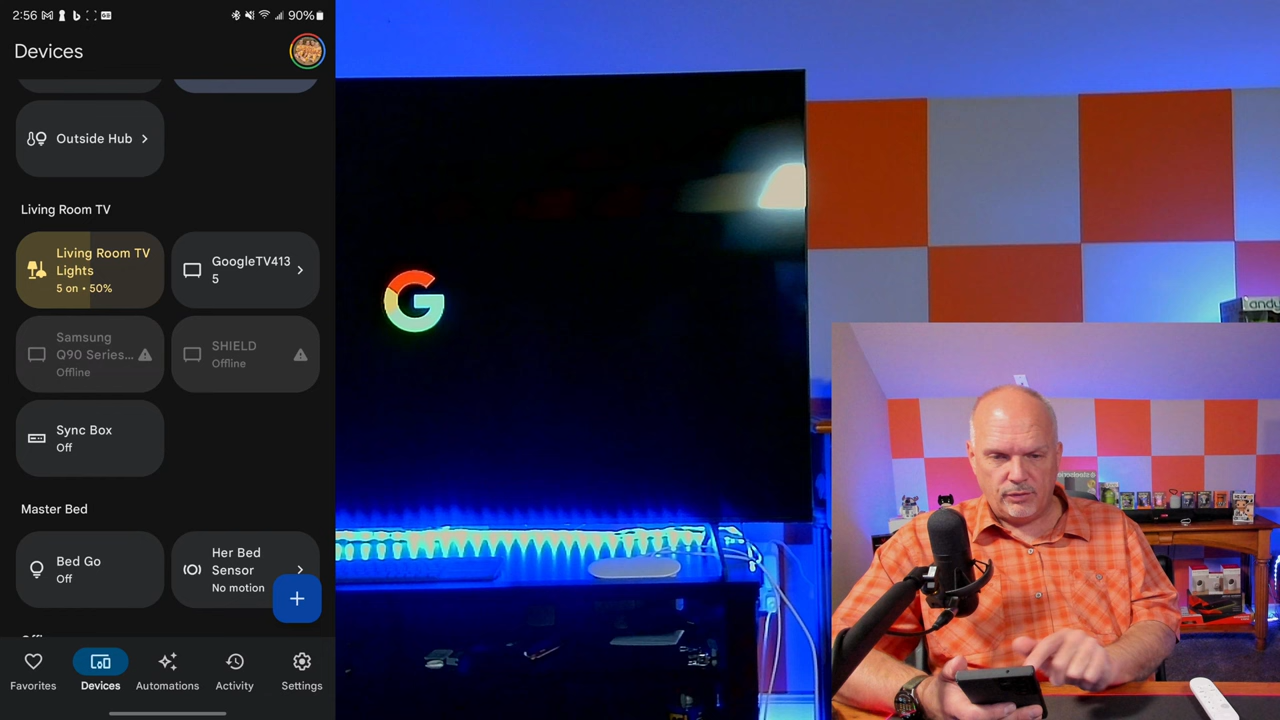 2:56
90%
Devices
Outside Hub
Living Room TV
Living Room TV
Lights
5 on • 50%
GoogleTV413
5
Samsung
Q90 Series...
Offline
SHIELD
Offline
Sync Box
Off
Master Bed
Bed Go
Off
Her Bed
Sensor
No motion
Favorites
Devices
Automations
Activity
Settings
G
andy